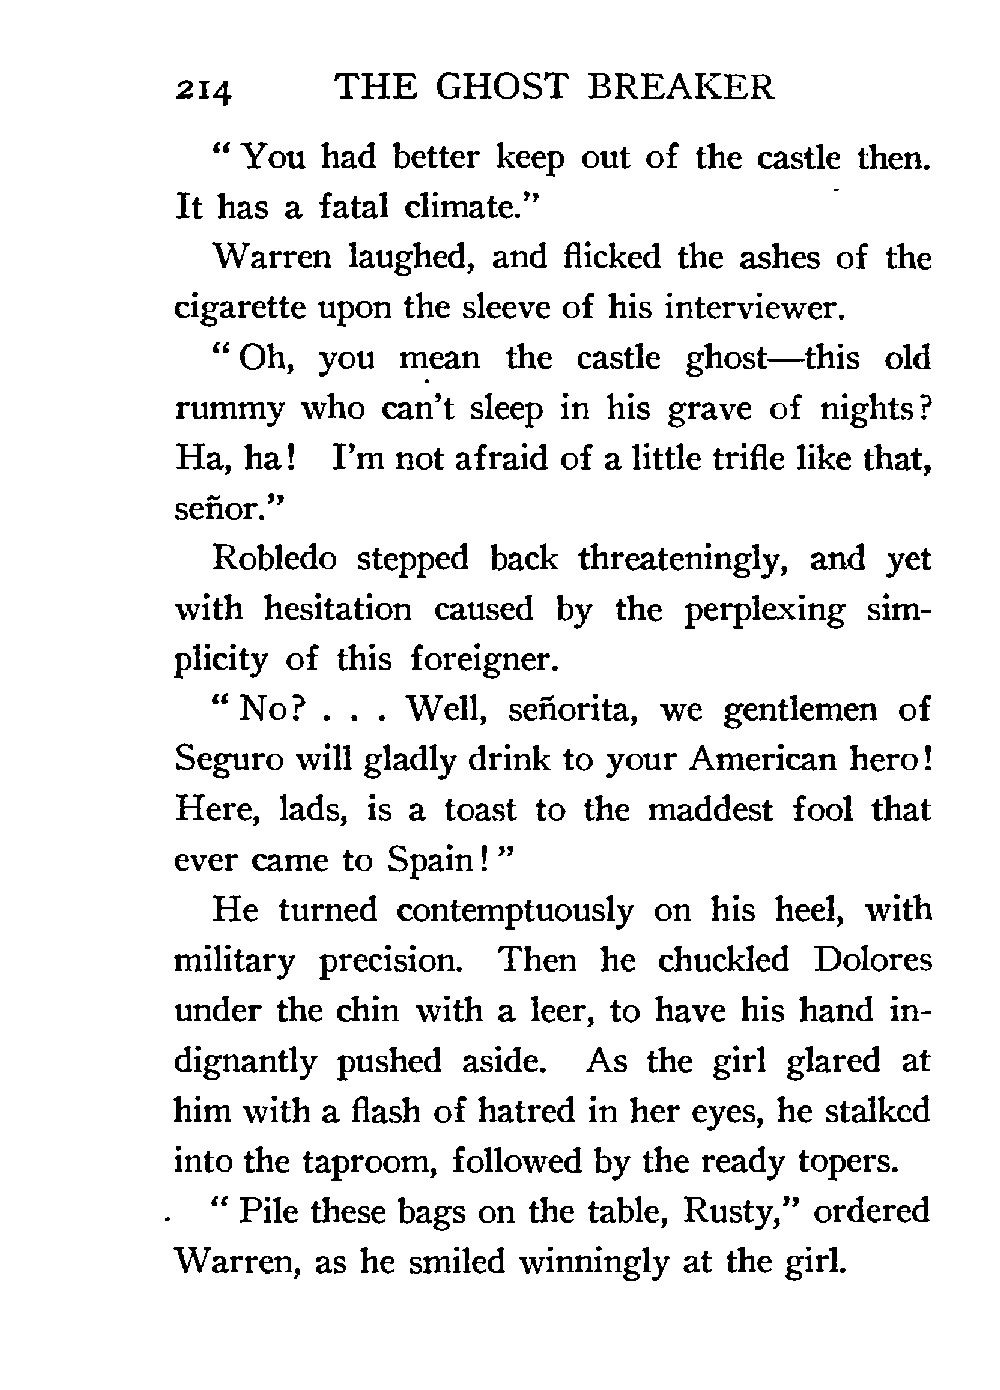 214 THE GHOST BREAKER
“ You had better keep out of the castle then.
It has a fatal climate.”
Warren laughed, and flicked the ashes of the
cigarette upon the sleeve of his interviewer.
“ Oh, you mean the castle ghost—this old
rummy who can’t sleep in his grave of nights?
Ha, ha! I’m not afraid of a little trifle like that,
señor.”
Robledo stepped back threateningly, and yet
with hesitation caused by the perplexing sim-
plicity of this foreigner.
“ No? . . . Well, señorita, we gentlemen of
Seguro will gladly drink to your American hero!
Here, lads, is a toast to the maddest fool that
ever came to Spain! ”
He turned contemptuously on his heel, with
military precision. Then he chuckled Dolores
under the chin with a leer, to have his hand in-
dignantly pushed aside. As the girl glared at
him with a flash of hatred in her eyes, he stalked
into the taproom, followed by the ready topers.
“ Pile these bags on the table, Rusty,” ordered
Warren, as he smiled winningly at the girl.